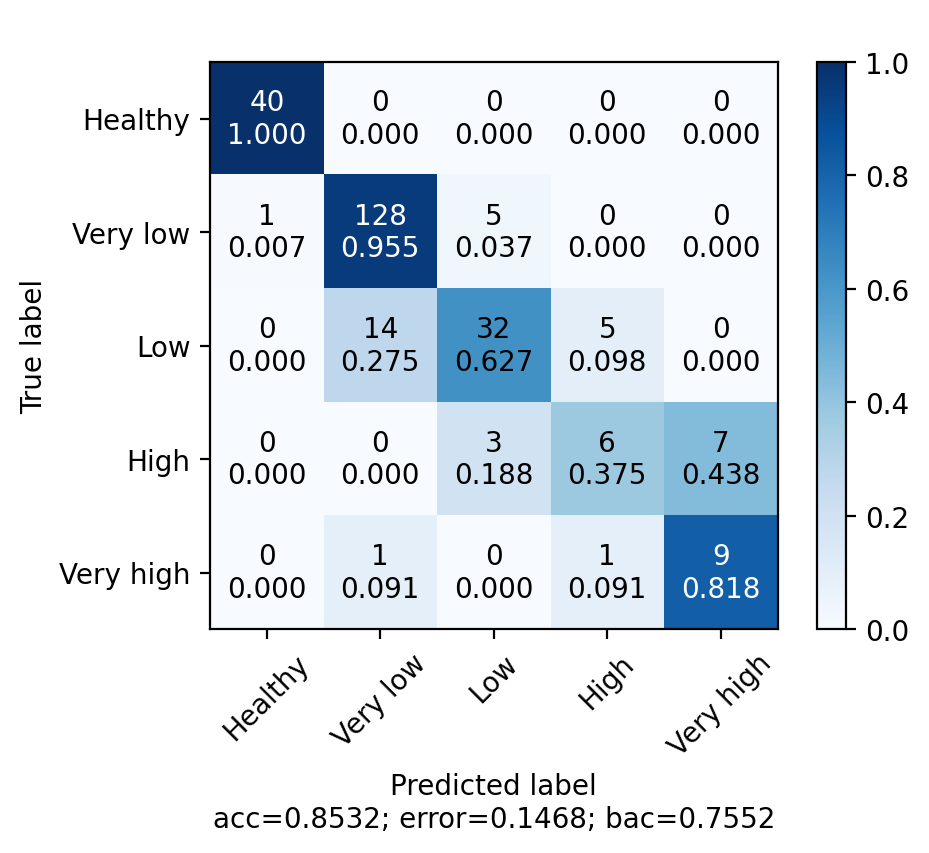 1.0
Healthy 40 0 0 0 0
1.000 0.000 0.000 0.000 0.000
0.8
Very low 1 128 5 0 0
0.007 0.955 0.037 0.000 0.000
0.6
True label
Low 0 14 32 5 0
0.000 0.275 0.627 0.098 0.000
0.4
High 0 0 3 6 7
0.000 0.000 0.188 0.375 0.438
0.2
Very high 0 1 0 1 9
0.000 0.091 0.000 0.091 0.818
0.0
Healthy Very low Low High Very high
Predicted label
acc=0.8532; error=0.1468; bac=0.7552